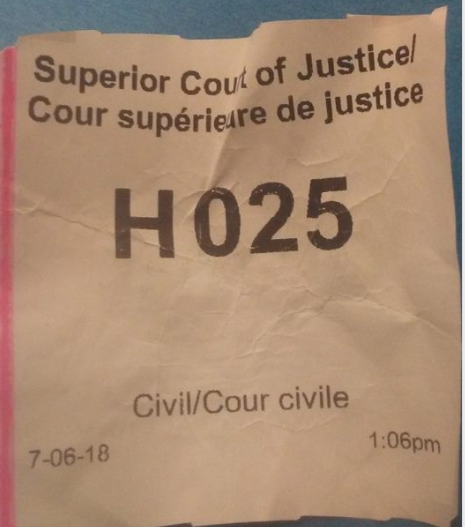 Superior Court of Justice/
Cour supérieure de justice
H025
Civil/Cour civile
7-06-18
1:06pm